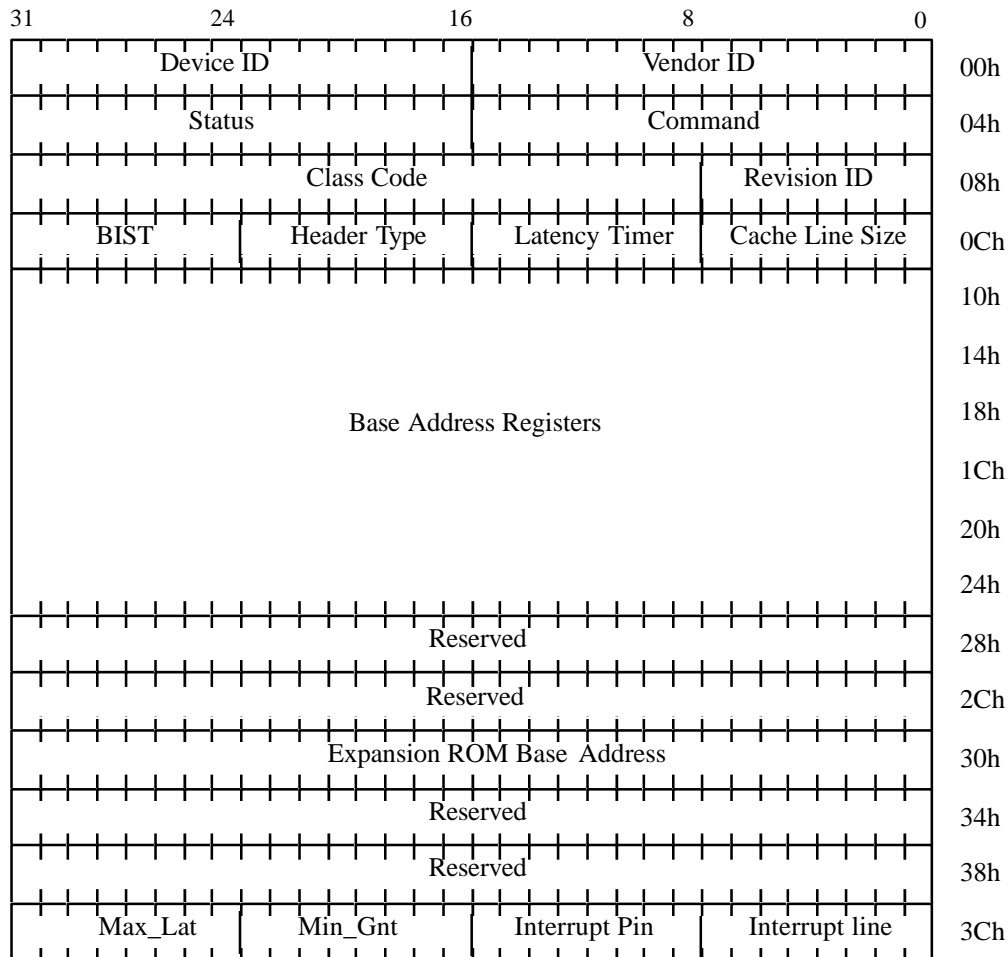 31 24 16 8 0
Device ID Vendor ID 00h
Status Command 04h
Class Code Revision ID 08h
BIST Header Type Latency Timer Cache Line Size 0Ch
10h
14h
18h
Base Address Registers
1Ch
20h
24h
Reserved 28h
Reserved 2Ch
Expansion ROM Base Address 30h
Reserved 34h
Reserved 38h
Max_Lat Min_Gnt Interrupt Pin Interrupt line 3Ch